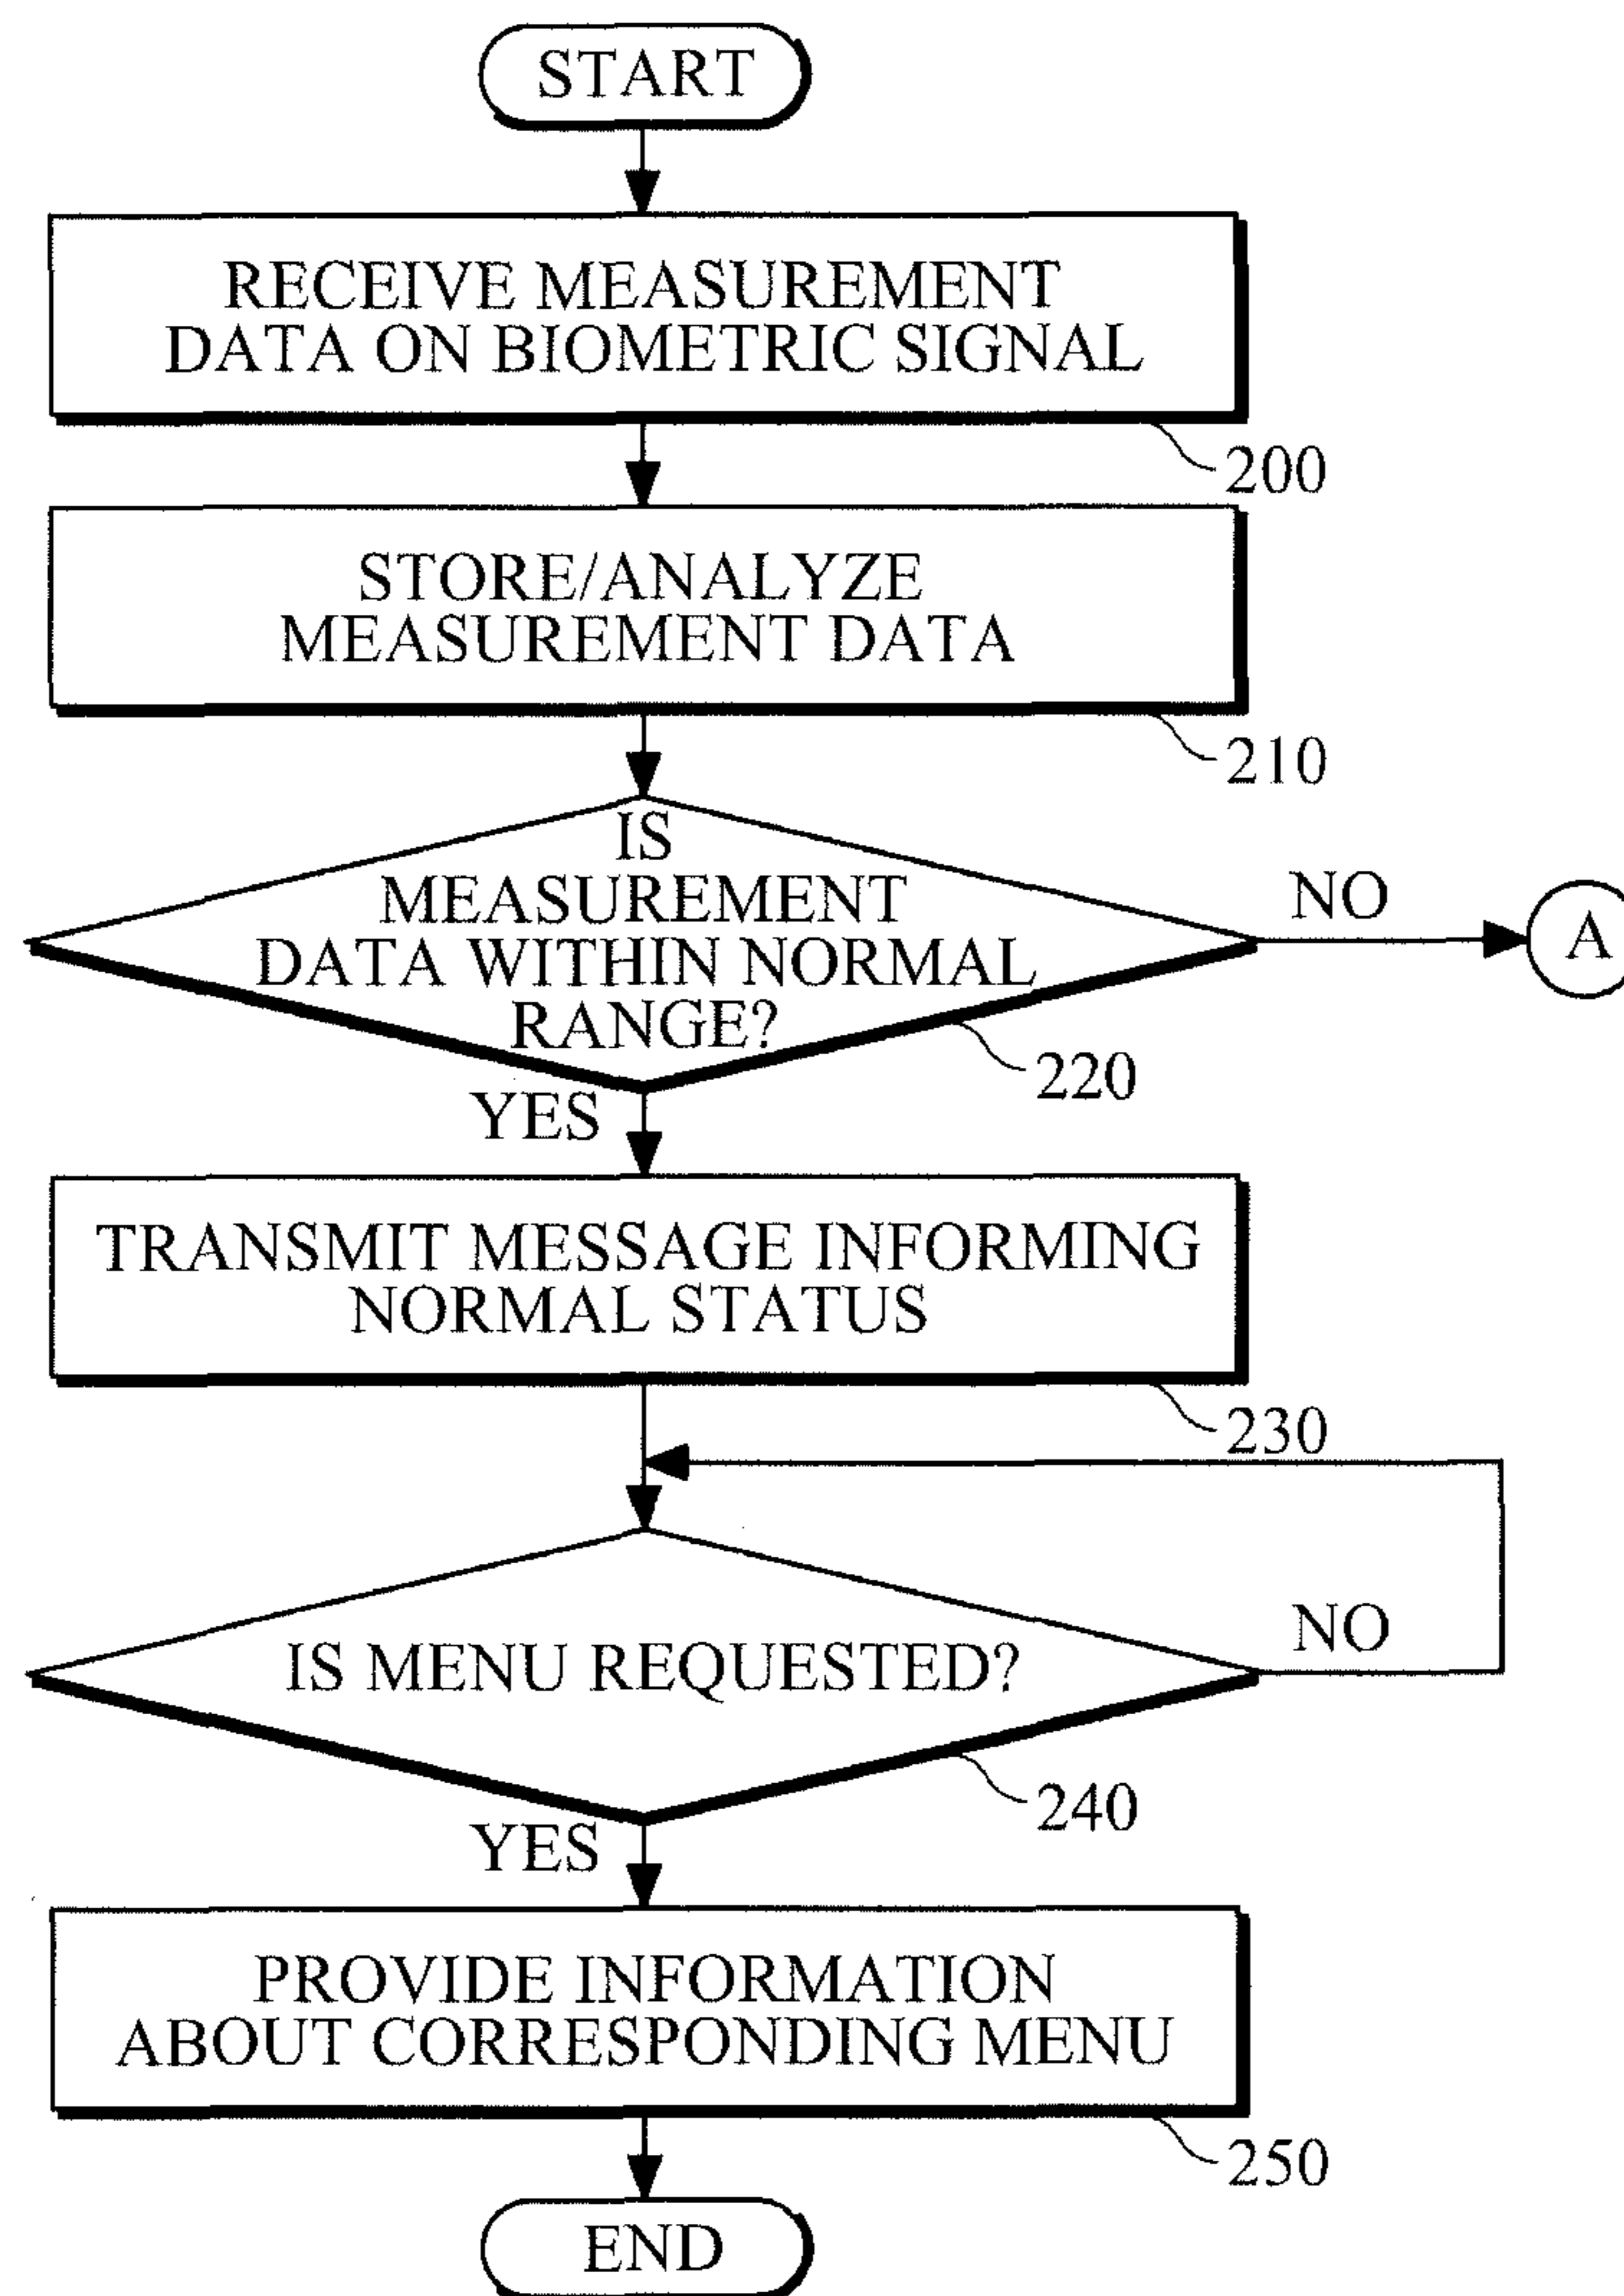 START
RECEIVE MEASUREMENT
DATA ON BIOMETRIC SIGNAL
200
STORE/ANALYZE
MEASUREMENT DATA
210
IS
MEASUREMENT
DATA WITHIN NORMAL
RANGE?
NO
A
220
YES
TRANSMIT MESSAGE INFORMING
NORMAL STATUS
230
IS MENU REQUESTED?
NO
240
YES
PROVIDE INFORMATION
ABOUT CORRESPONDING MENU
250
END